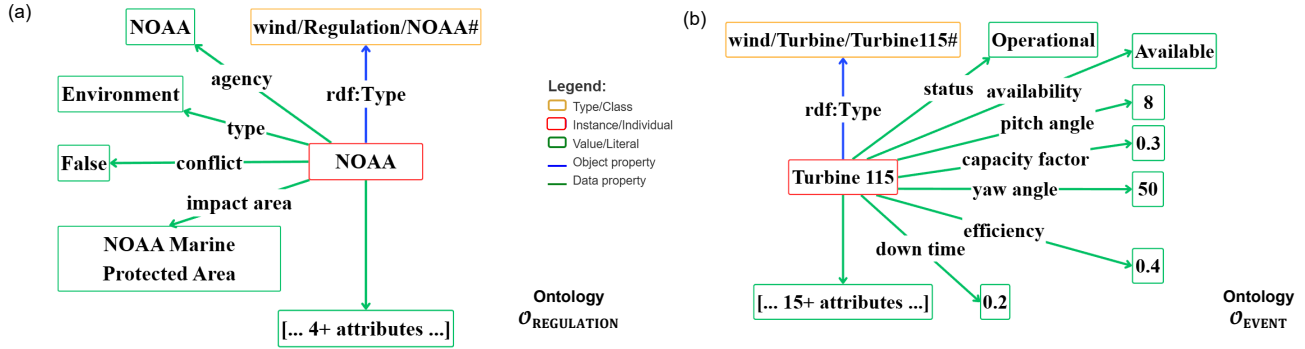 (a)
NOAA
wind/Regulation/NOAA#
agency
rdf:Type
Environment
type
False
conflict
NOAA
impact area
NOAA Marine
Protected Area
[... 4+ attributes ...]
Ontology
𝒪REGULATION
Legend:
Type/Class
Instance/Individual
Value/Literal
Object property
Data property
(b)
wind/Turbine/Turbine115#
Operational
Available
status
availability
rdf:Type
pitch angle
8
capacity factor
0.3
Turbine 115
yaw angle
50
efficiency
down time
0.4
[... 15+ attributes ...]
0.2
Ontology
𝒪EVENT